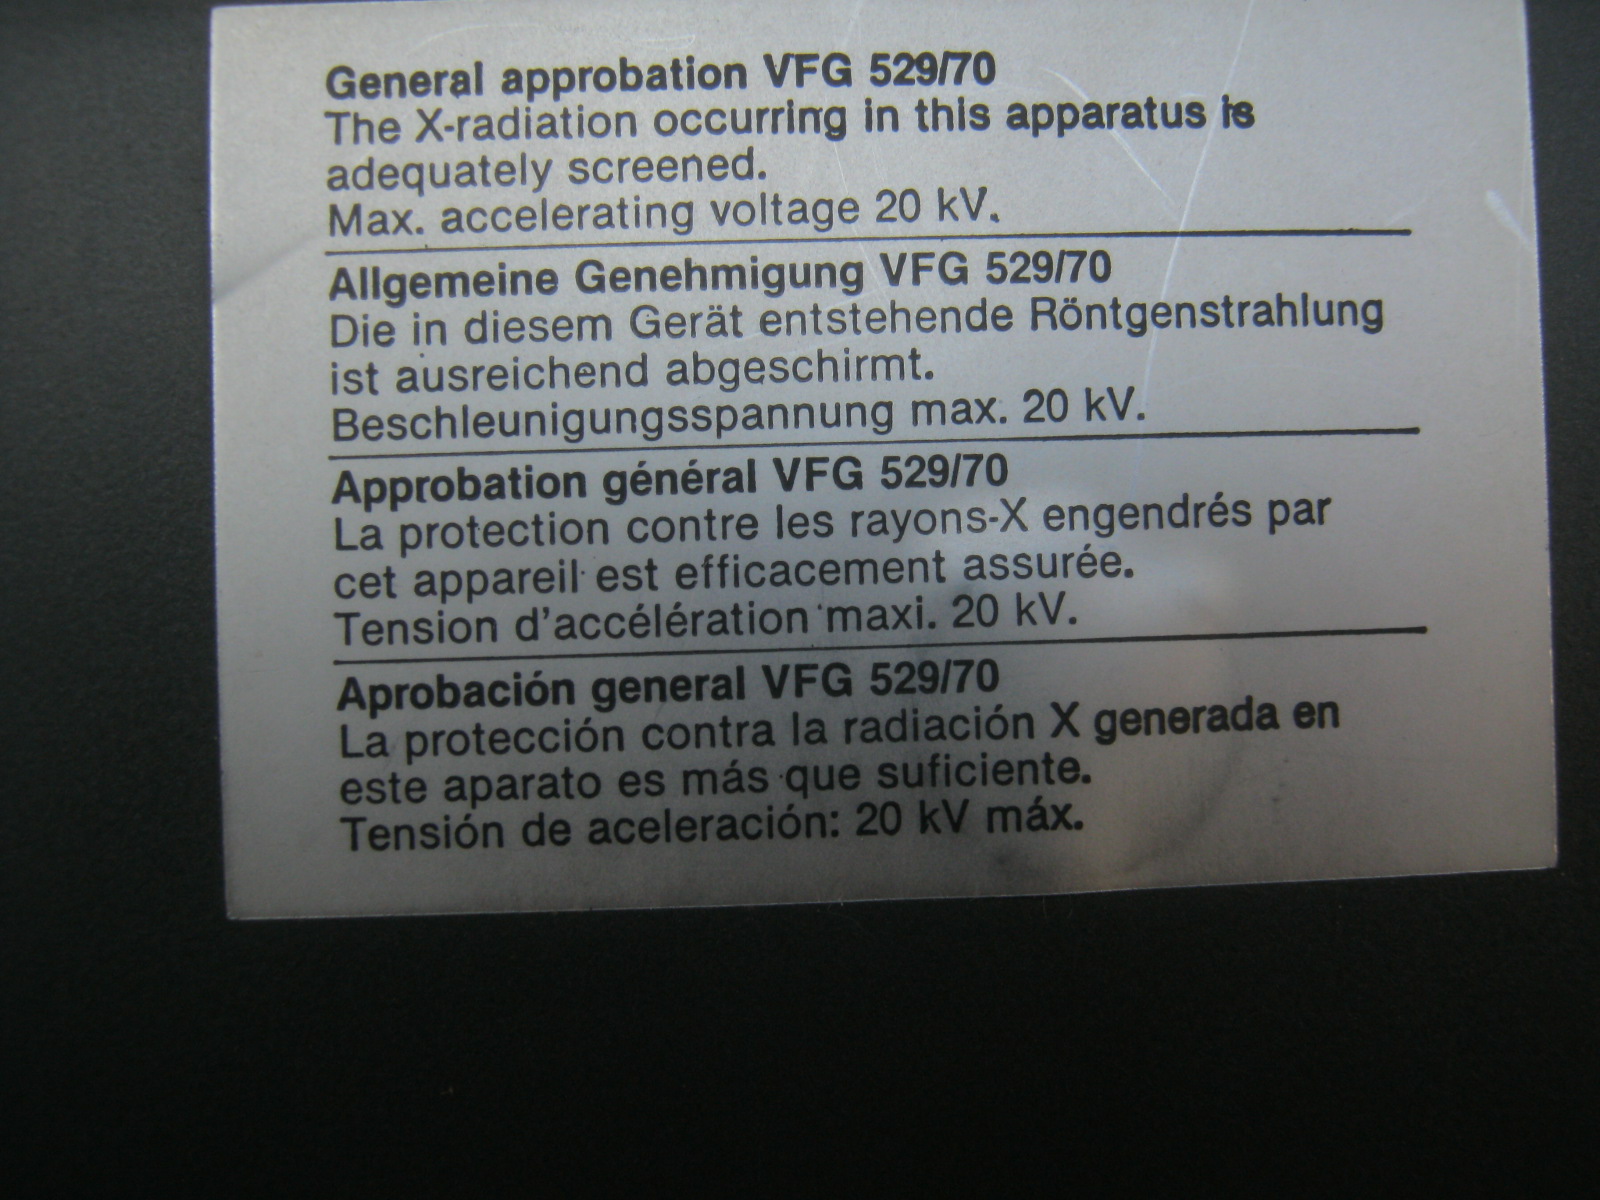 General approbation VFG 529/70
The X-radiation occurring in this apparatus is
adequately screened.
Max. accelerating voltage 20 kV.
Allgemeine Genehmigung VFG 529/70
Die in diesem Gerät entstehende Röntgenstrahlung
ist ausreichend abgeschirmt.
Beschleunigungsspannung max. 20 kV.
Approbation général VFG 529/70
La protection contre les rayons-X engendrés par
cet appareil est efficacement assurée.
Tension d'accélération maxi. 20 kV.
Aprobación general VFG 529/70
La protección contra la radiación X generada en
este aparato es más que suficiente.
Tensión de aceleración: 20 kV máx.